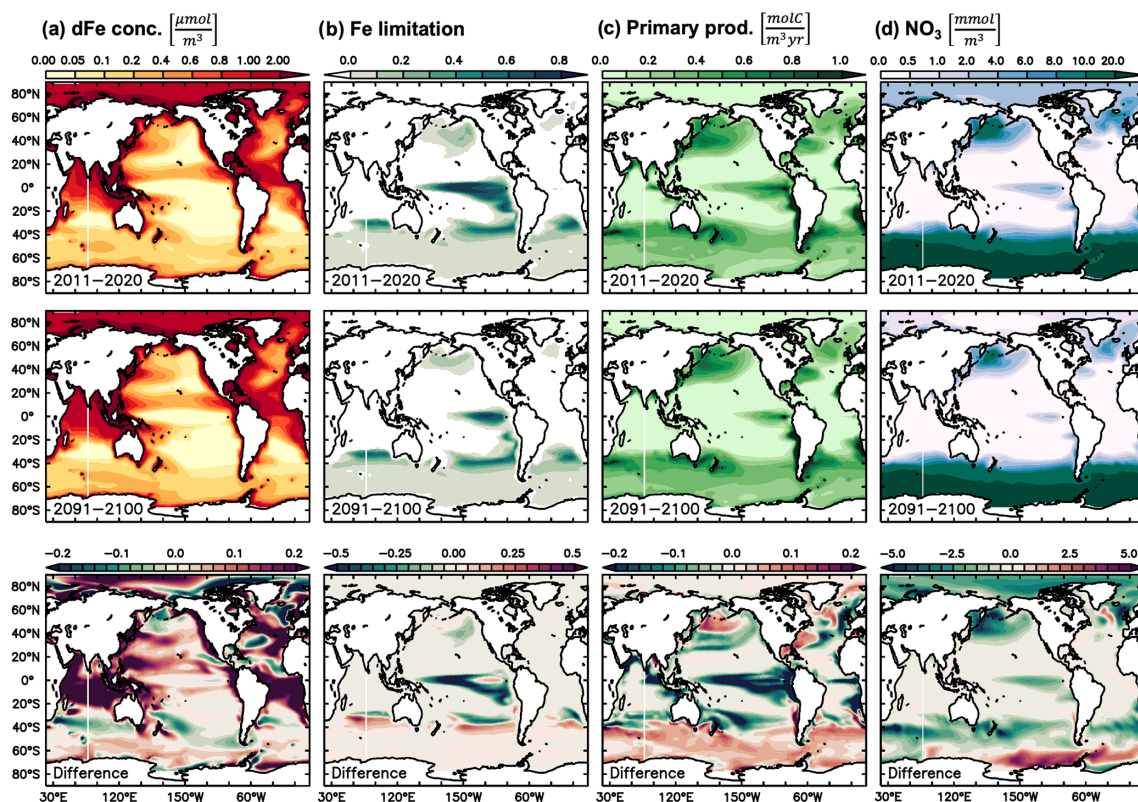 (a) dFe conc. [μmol/m³] (b) Fe limitation (c) Primary prod. [molC/m³yr] (d) NO₃ [mmol/m³]
0.00 0.05 0.1 0.2 0.4 0.6 0.8 1.00 2.00 0.0 0.2 0.4 0.6 0.8 0.0 0.2 0.4 0.6 0.8 1.0 0.0 0.5 1.0 2.0 4.0 6.0 8.0 10.0 20.0
80°N
60°N
40°N
20°N
0°
20°S
40°S
60°S
80°S
2011−2020 2011−2020 2011−2020 2011−2020
80°N
60°N
40°N
20°N
0°
20°S
40°S
60°S
80°S
2091−2100 2091−2100 2091−2100 2091−2100
−0.2 −0.1 0.0 0.1 0.2 −0.5 −0.25 0.00 0.25 0.5 −0.2 −0.1 0.0 0.1 0.2 −5.0 −2.5 0.0 2.5 5.0
80°N
60°N
40°N
20°N
0°
20°S
40°S
60°S
80°S
Difference Difference Difference Difference
30°E 120°E 150°W 60°W 30°E 120°E 150°W 60°W 30°E 120°E 150°W 60°W 30°E 120°E 150°W 60°W